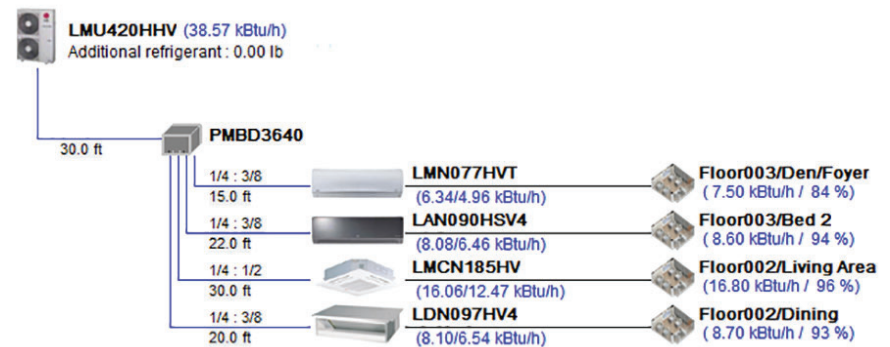 LMU420HHV (38.57 kBtu/h)
Additional refrigerant : 0.00 lb
30.0 ft
PMBD3640
1/4 : 3/8
15.0 ft
LMN077HVT
(6.34/4.96 kBtu/h)
Floor003/Den/Foyer
( 7.50 kBtu/h / 84 %)
1/4 : 3/8
22.0 ft
LAN090HSV4
(8.08/6.46 kBtu/h)
Floor003/Bed 2
( 8.60 kBtu/h / 94 %)
1/4 : 1/2
30.0 ft
LMCN185HV
(16.06/12.47 kBtu/h)
Floor002/Living Area
(16.80 kBtu/h / 96 %)
1/4 : 3/8
20.0 ft
LDN097HV4
(8.10/6.54 kBtu/h)
Floor002/Dining
( 8.70 kBtu/h / 93 %)